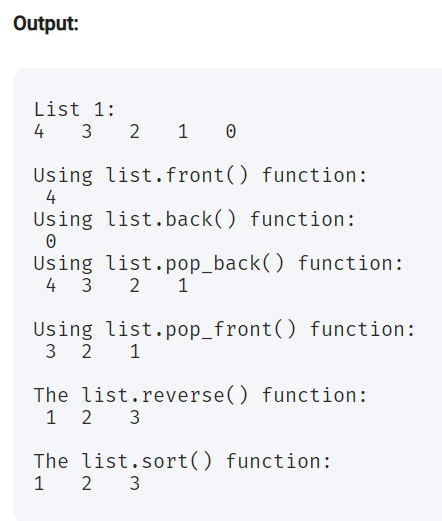 Output:
List 1:
4   3   2   1   0
Using list.front() function:
 4
Using list.back() function:
 0
Using list.pop_back() function:
 4  3   2   1
Using list.pop_front() function:
 3  2   1
The list.reverse() function:
 1  2   3
The list.sort() function:
1   2   3